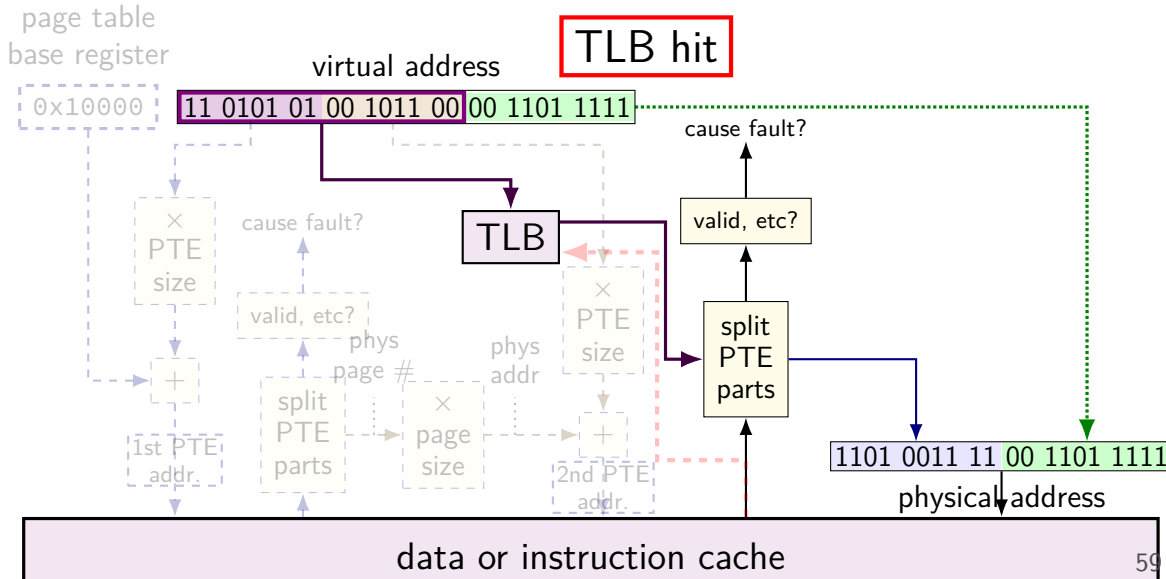 page table
base register
0x10000
virtual address
TLB hit
11 0101 01 00 1011 00 00 1101 1111
cause fault?
×
PTE
size
cause fault?
TLB
valid, etc?
×
PTE
size
valid, etc?
split
PTE
parts
phys
page #
phys
addr
+
split
PTE
parts
×
page
size
+
1st PTE
addr.
2nd PTE
addr.
1101 0011 11 00 1101 1111
physical address
data or instruction cache
59